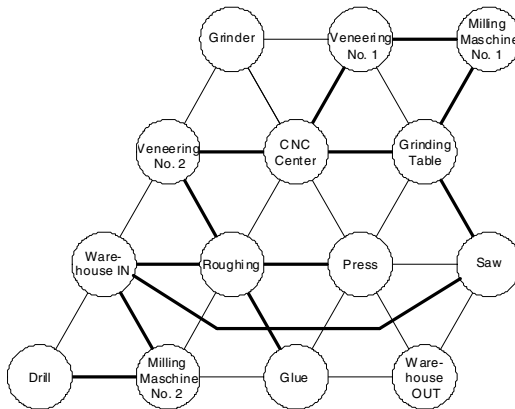 Grinder
Veneering
No. 1
Milling
Maschine
No. 1
Veneering
No. 2
CNC
Center
Grinding
Table
Ware-
house IN
Roughing
Press
Saw
Drill
Milling
Maschine
No. 2
Glue
Ware-
house
OUT